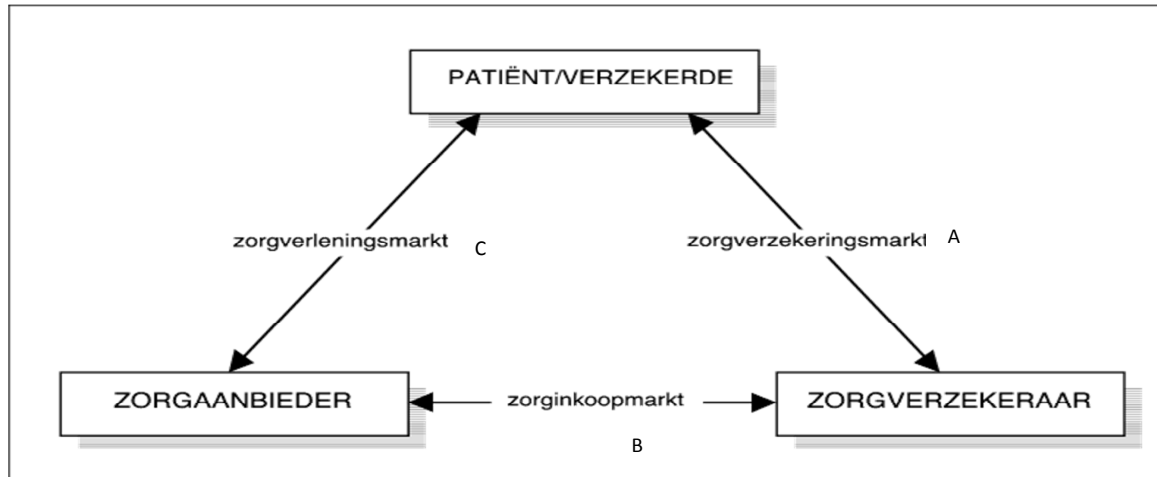 PATIËNT/VERZEKERDE
zorgverleningsmarkt C
zorgverzekeringsmarkt A
ZORGAANBIEDER
zorginkoopmarkt
ZORGVERZEKERAAR
B